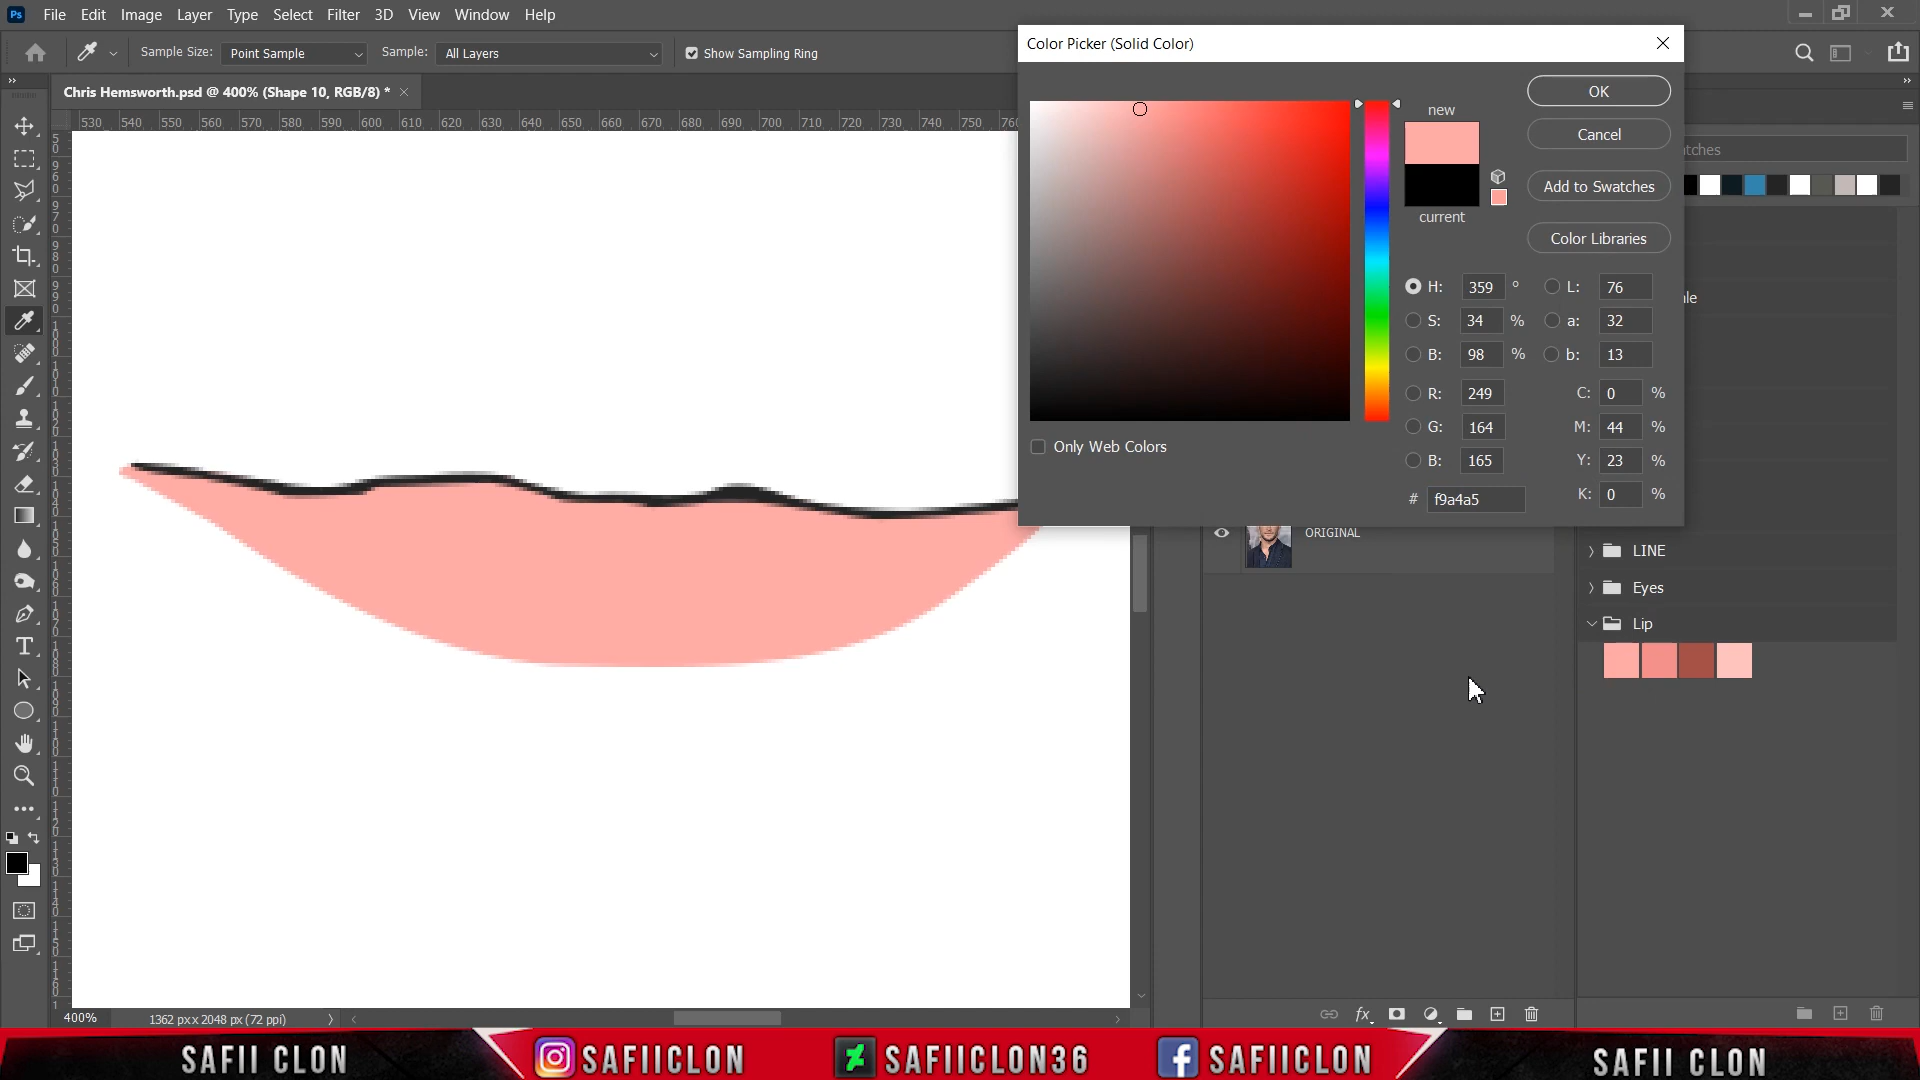 Ps File Edit Image Layer Type Select Filter 3D View Window Help
Sample Size: Point Sample Sample: All Layers Show Sampling Ring
Chris Hemsworth.psd @ 400% (Shape 10, RGB/8) *
530 540 550 560 570 580 590 600 610 620 630 640 650 660 670 680 690 700 710 720 730 740 750
Color Picker (Solid Color)
new
current
OK
Cancel
Add to Swatches
Color Libraries
H: 359 ° L: 76
S: 34 % a: 32
B: 98 % b: 13
R: 249 C: 0 %
G: 164 M: 44 %
B: 165 Y: 23 %
# f9a4a5 K: 0 %
Only Web Colors
ORIGINAL
LINE
Eyes
Lip
fx
400% 1362 px x 2048 px (72 ppi)
SAFII CLON SAFIICLON SAFIICLON36 SAFIICLON SAFII CLON